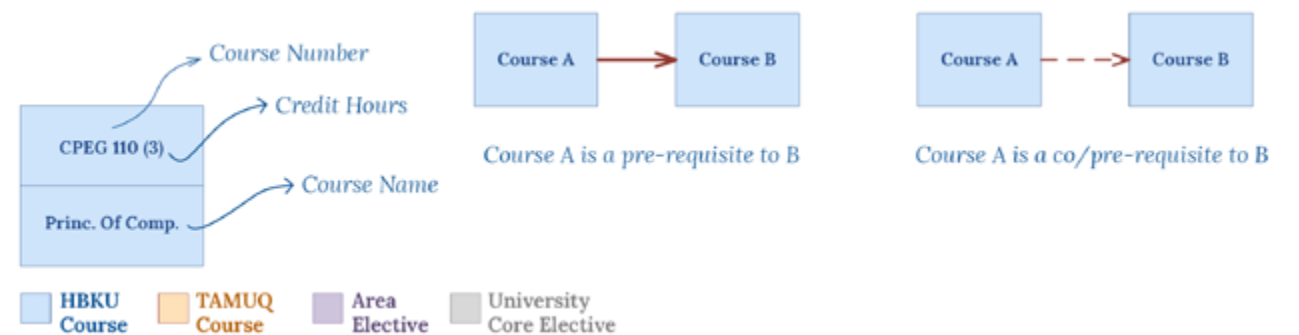 Course Number
Credit Hours
CPEG 110 (3)
Course Name
Princ. Of Comp.
Course A
Course B
Course A is a pre-requisite to B
Course A
Course B
Course A is a co/pre-requisite to B
HBKU
Course
TAMUQ
Course
Area
Elective
University
Core Elective